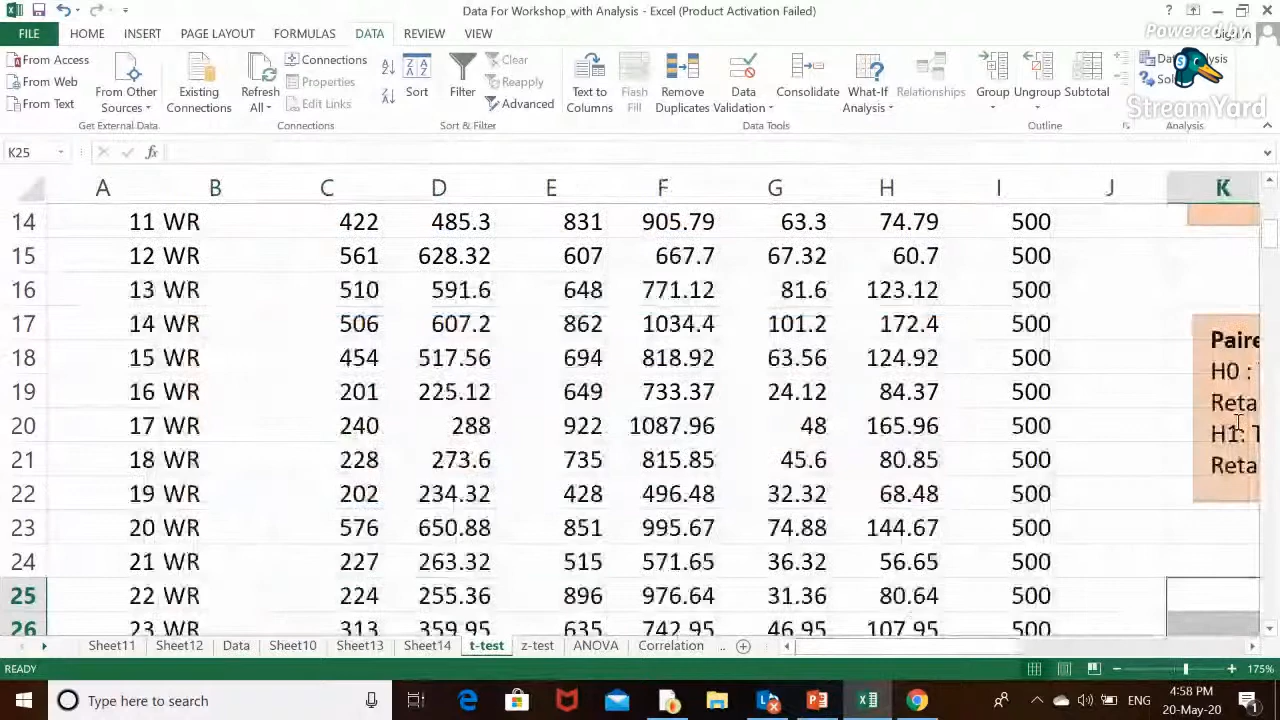 Data For Workshop with Analysis - Excel (Product Activation Failed)
FILE HOME INSERT PAGE LAYOUT FORMULAS DATA REVIEW VIEW
Powered by
StreamYard
From Access
From Web
From Text
From Other Sources
Existing Connections
Get External Data
Refresh All
Connections
Properties
Edit Links
Connections
Sort
Filter
Clear
Reapply
Advanced
Sort & Filter
Text to Columns
Flash Fill
Remove Duplicates
Data Validation
Consolidate
What-If Analysis
Relationships
Data Tools
Group
Ungroup
Subtotal
Outline
Analysis
K25
fx
A B C D E F G H I J K
14 11 WR 422 485.3 831 905.79 63.3 74.79 500
15 12 WR 561 628.32 607 667.7 67.32 60.7 500
16 13 WR 510 591.6 648 771.12 81.6 123.12 500
17 14 WR 506 607.2 862 1034.4 101.2 172.4 500
18 15 WR 454 517.56 694 818.92 63.56 124.92 500
19 16 WR 201 225.12 649 733.37 24.12 84.37 500
20 17 WR 240 288 922 1087.96 48 165.96 500
21 18 WR 228 273.6 735 815.85 45.6 80.85 500
22 19 WR 202 234.32 428 496.48 32.32 68.48 500
23 20 WR 576 650.88 851 995.67 74.88 144.67 500
24 21 WR 227 263.32 515 571.65 36.32 56.65 500
25 22 WR 224 255.36 896 976.64 31.36 80.64 500
26 23 WR 313 359.95 635 742.95 46.95 107.95 500
Paire
H0 :
Reta
H1: T
Reta
Sheet11 Sheet12 Data Sheet10 Sheet13 Sheet14 t-test z-test ANOVA Correlation ..
READY
175%
Type here to search
ENG
4:58 PM
20-May-20
1